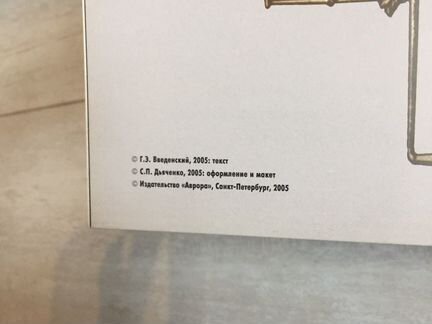 © Г.Э. Введенский, 2005: текст
© С.П. Дьяченко, 2005: оформление и макет
© Издательство «Аврора», Санкт-Петербург, 2005